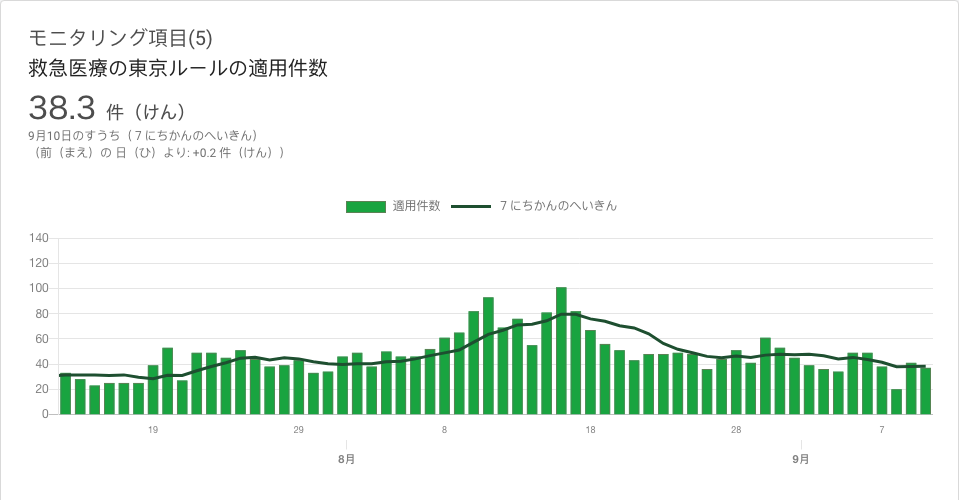 モニタリング項目(5)
救急医療の東京ルールの適用件数
38.3 件（けん）
9月10日のすうち（７にちかんのへいきん）
（前（まえ）の 日（ひ）より: +0.2 件（けん））
適用件数 ７にちかんのへいきん
140
120
100
80
60
40
20
0
19 29 8 18 28 7
8月 9月